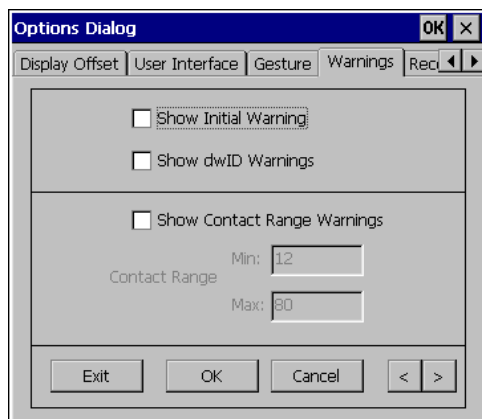 Options Dialog OK ×
Display Offset User Interface Gesture Warnings
Show Initial Warning
Show dwID Warnings
Show Contact Range Warnings
Min: 12
Contact Range
Max: 80
Exit OK Cancel < >